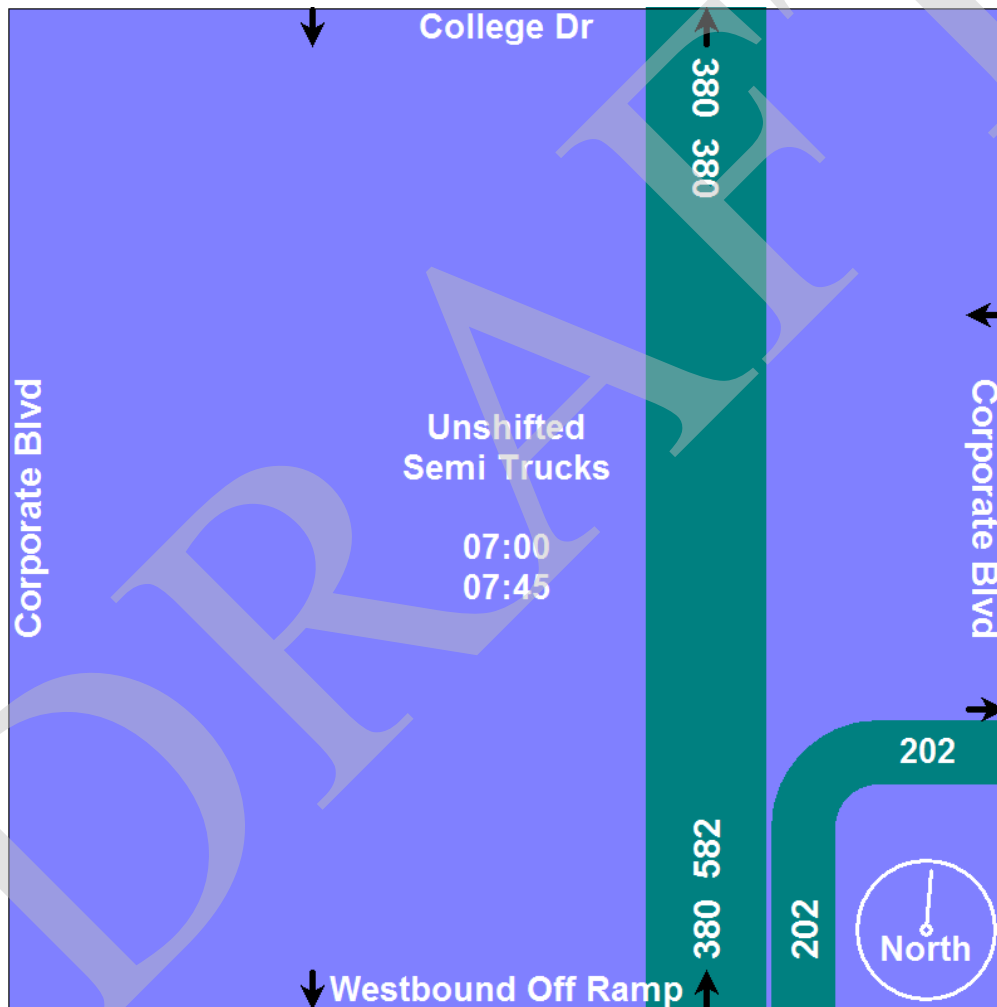 College Dr
380 380
Corporate Blvd
Unshifted
Semi Trucks
07:00
07:45
Corporate Blvd
202
380 582
202
North
Westbound Off Ramp
DRAFT